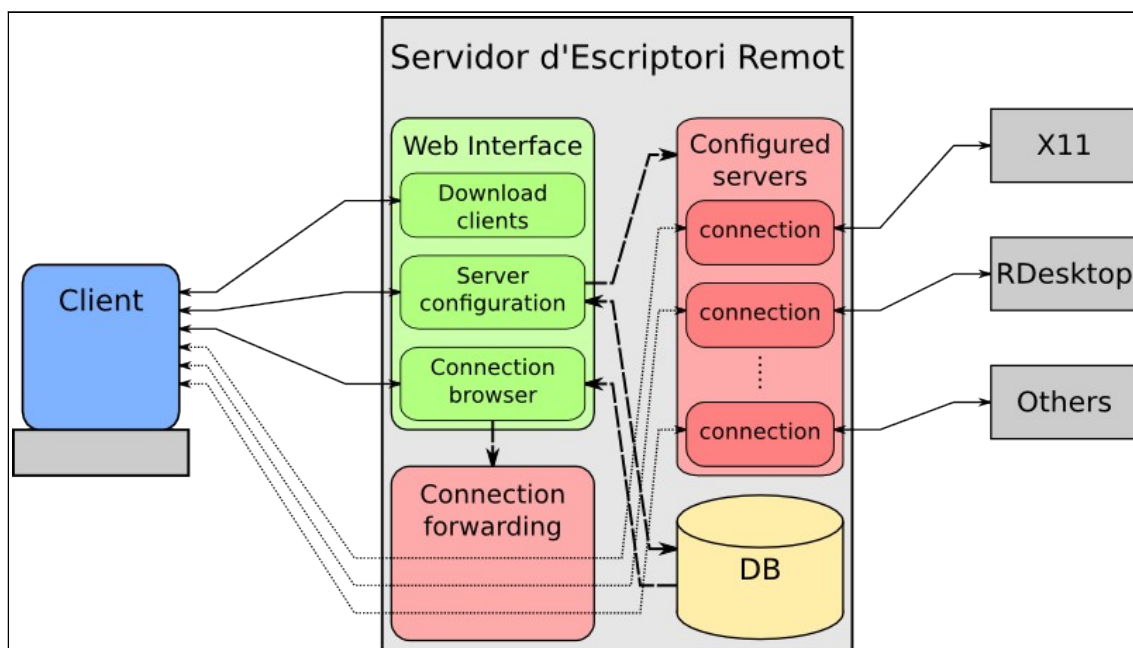 Servidor d'Escriptori Remot
Client
Web Interface
Download
clients
Server
configuration
Connection
browser
Connection
forwarding
Configured
servers
connection
connection
connection
DB
X11
RDesktop
Others